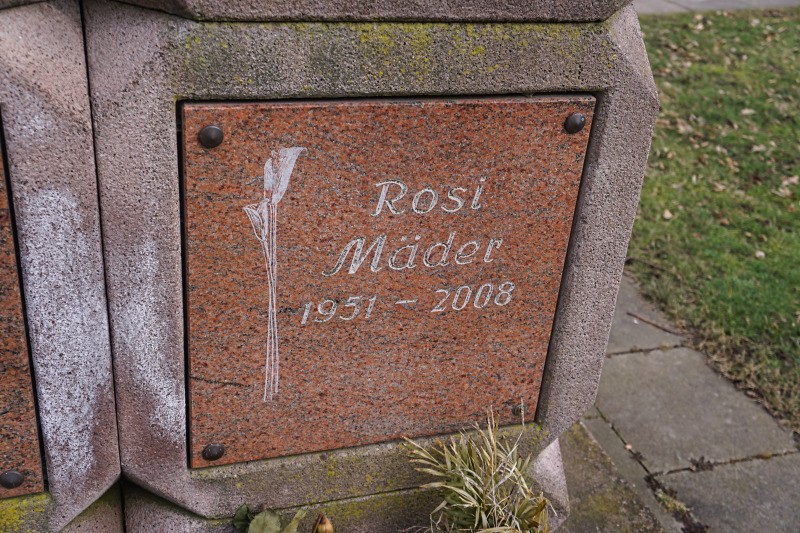 Rosi
Mäder
1951 – 2008